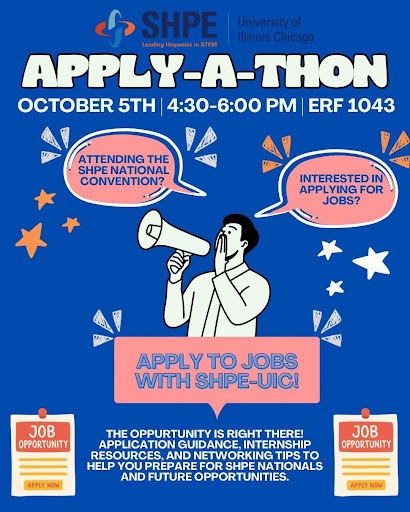 SHPE
Leading Hispanics in STEM
University of
Illinois Chicago
APPLY-A-THON
OCTOBER 5TH | 4:30-6:00 PM | ERF 1043
ATTENDING THE
SHPE NATIONAL
CONVENTION?
INTERESTED IN
APPLYING FOR
JOBS?
APPLY TO JOBS
WITH SHPE-UIC!
JOB
OPPORTUNITY
APPLY NOW
THE OPPURTUNITY IS RIGHT THERE!
APPLICATION GUIDANCE, INTERNSHIP
RESOURCES, AND NETWORKING TIPS TO
HELP YOU PREPARE FOR SHPE NATIONALS
AND FUTURE OPPORTUNITIES.
JOB
OPPORTUNITY
APPLY NOW